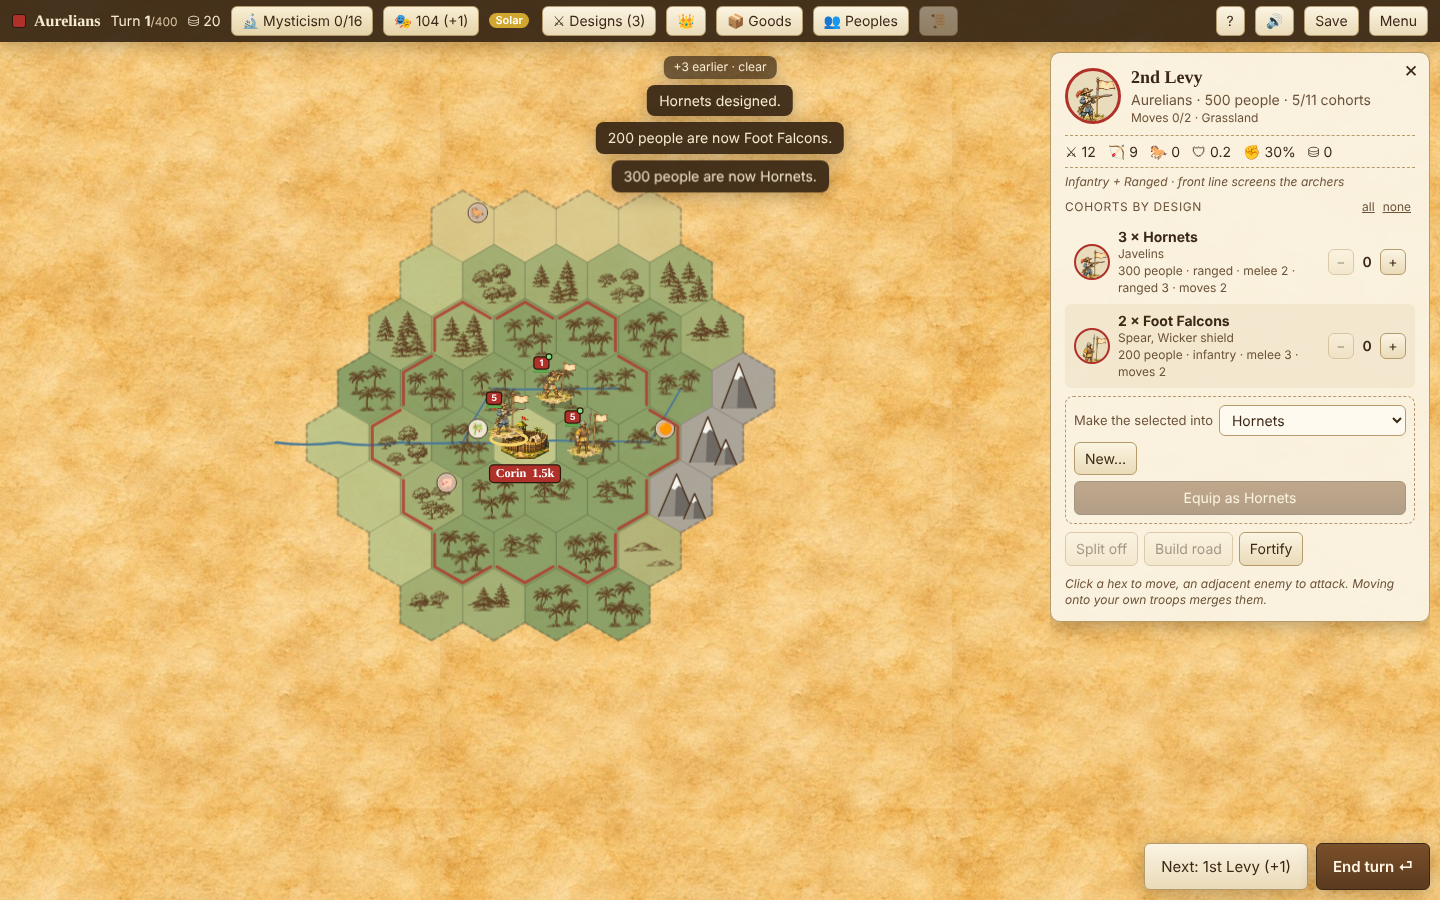 Aurelians Turn 1/400 20 Mysticism 0/16 104 (+1) Solar Designs (3) Goods Peoples ? Save Menu
+3 earlier · clear
Hornets designed.
200 people are now Foot Falcons.
300 people are now Hornets.
1
5
5
Corin 1.5k
2nd Levy
Aurelians · 500 people · 5/11 cohorts
Moves 0/2 · Grassland
12 9 0 0.2 30% 0
Infantry + Ranged · front line screens the archers
COHORTS BY DESIGN all none
3 × Hornets
Javelins
300 people · ranged · melee 2 ·
ranged 3 · moves 2
− 0 +
2 × Foot Falcons
Spear, Wicker shield
200 people · infantry · melee 3 ·
moves 2
− 0 +
Make the selected into Hornets
New...
Equip as Hornets
Split off Build road Fortify
Click a hex to move, an adjacent enemy to attack. Moving
onto your own troops merges them.
Next: 1st Levy (+1) End turn ⏎